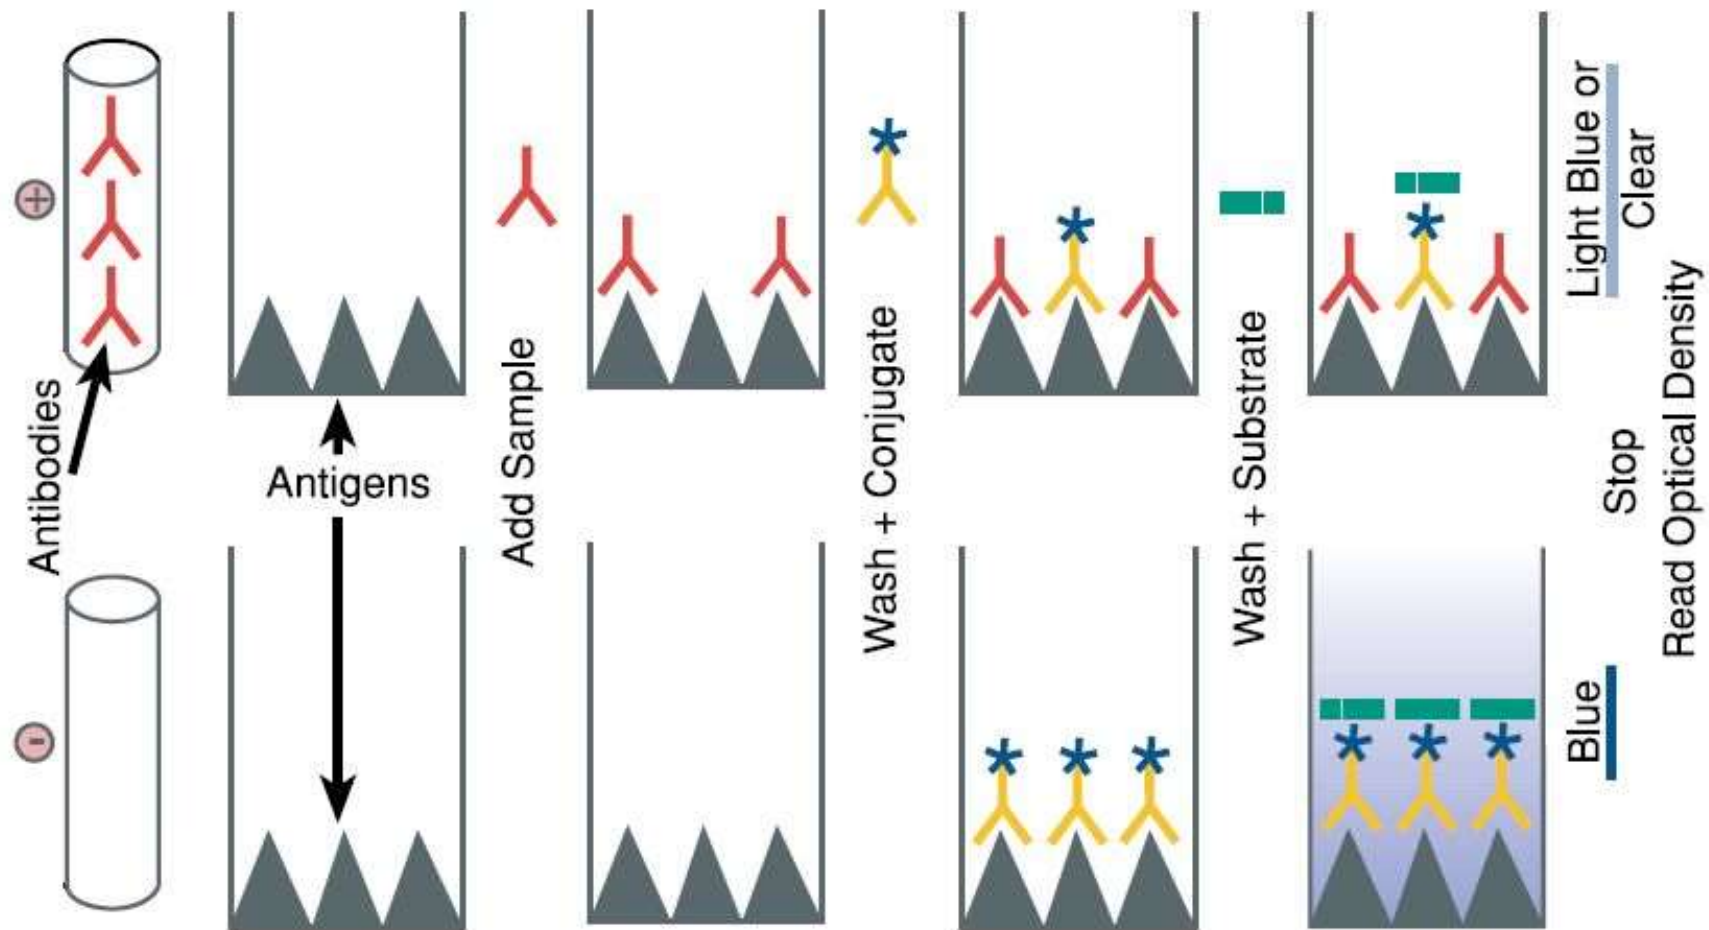 +
Antibodies
Antigens
Add Sample
Wash + Conjugate
Wash + Substrate
Light Blue or
Clear
Stop
Read Optical Density
-
Blue